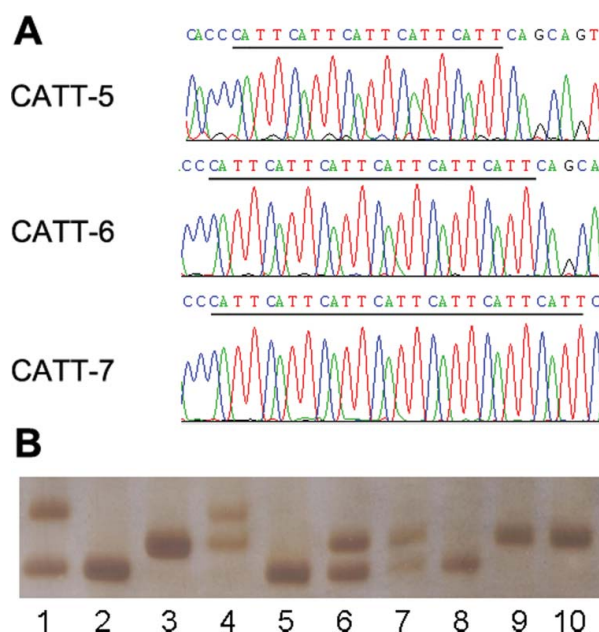 A
CACCCATTCATTCATTCATTCATTCAGCAGT
CATT-5
CCCATTCATTCATTCATTCATTCATTCAGCA
CATT-6
CCCATTCATTCATTCATTCATTCATTCATTC
CATT-7
B
1 2 3 4 5 6 7 8 9 10